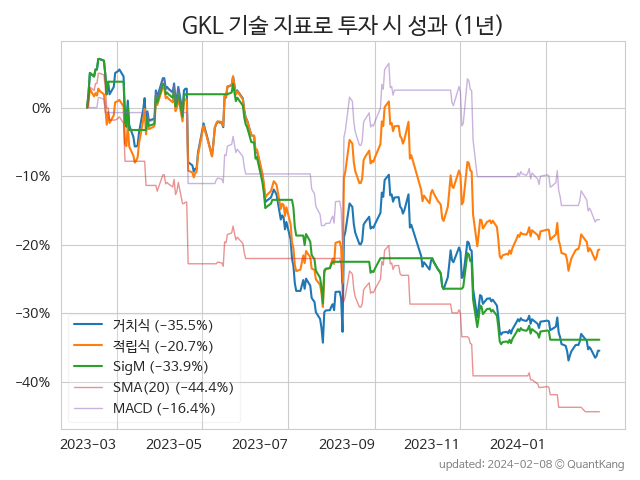 GKL 기술 지표로 투자 시 성과 (1년)
0%
−10%
−20%
−30%
−40%
거치식 (−35.5%)
적립식 (−20.7%)
SigM (−33.9%)
SMA(20) (−44.4%)
MACD (−16.4%)
2023−03 2023−05 2023−07 2023−09 2023−11 2024−01
updated: 2024−02−08 © QuantKang